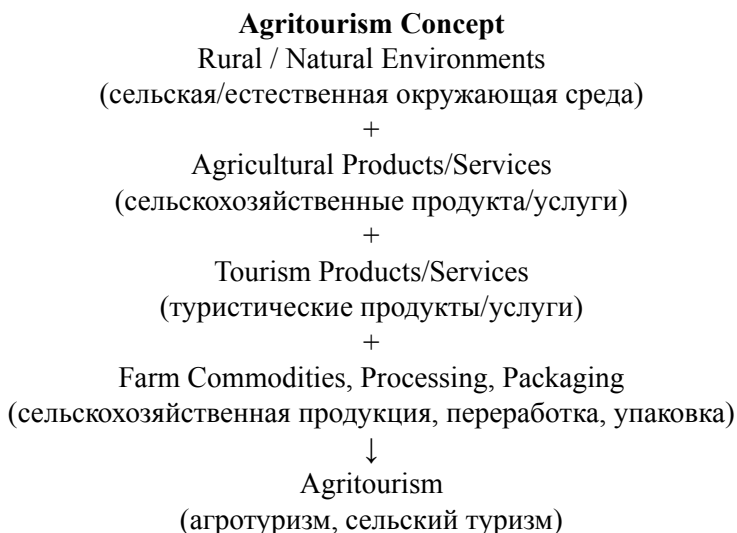 Agritourism Concept
Rural / Natural Environments
(сельская/естественная окружающая среда)
+
Agricultural Products/Services
(сельскохозяйственные продукта/услуги)
+
Tourism Products/Services
(туристические продукты/услуги)
+
Farm Commodities, Processing, Packaging
(сельскохозяйственная продукция, переработка, упаковка)
↓
Agritourism
(агротуризм, сельский туризм)